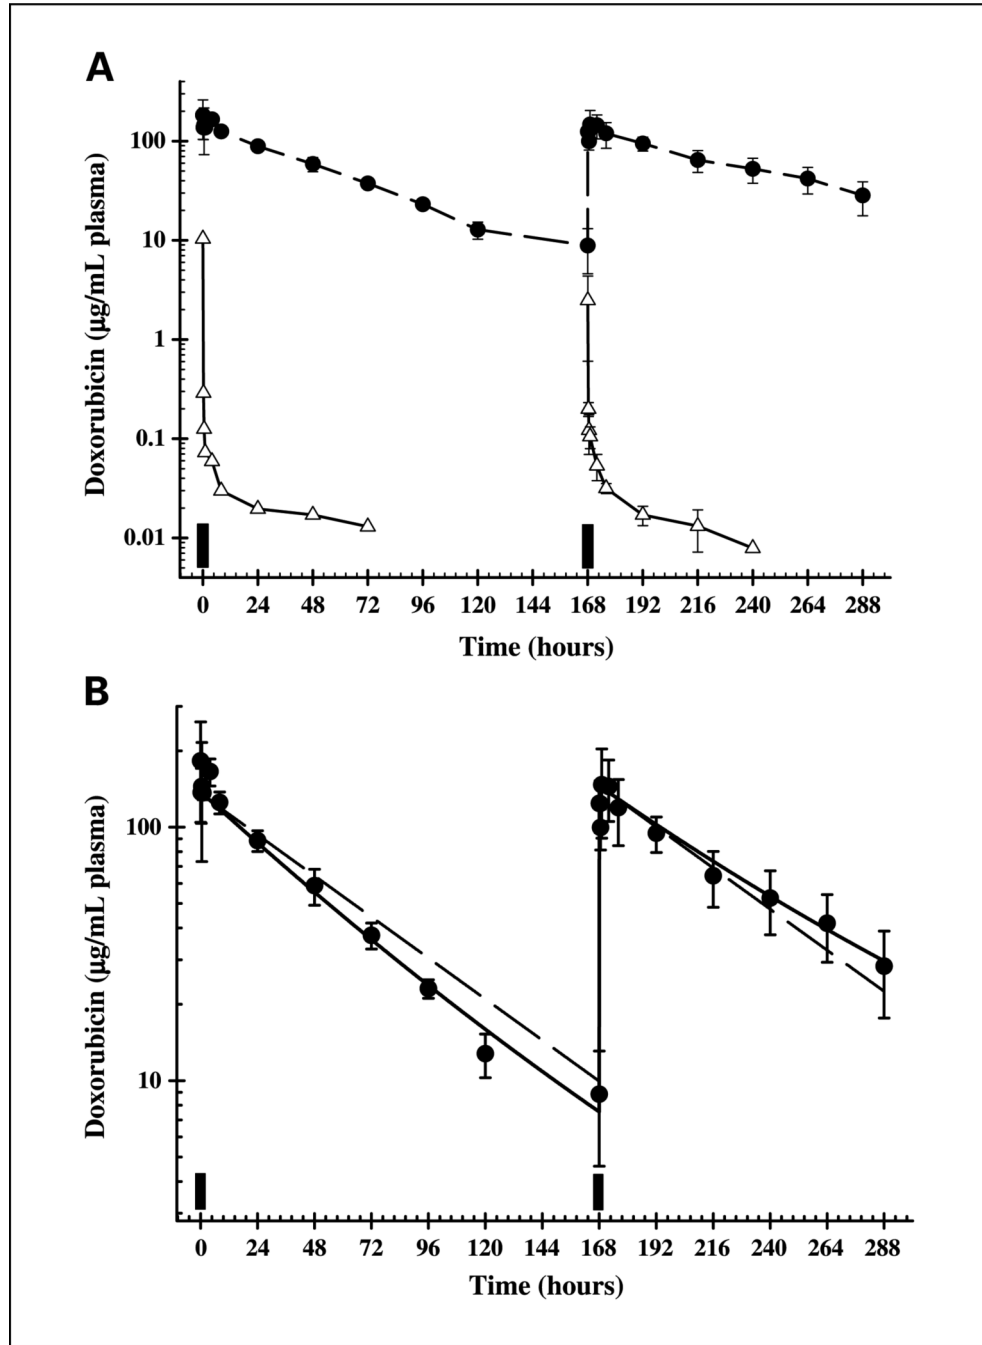 A
Doxorubicin (µg/mL plasma)
100
10
1
0.1
0.01
0 24 48 72 96 120 144 168 192 216 240 264 288
Time (hours)
B
Doxorubicin (µg/mL plasma)
100
10
0 24 48 72 96 120 144 168 192 216 240 264 288
Time (hours)